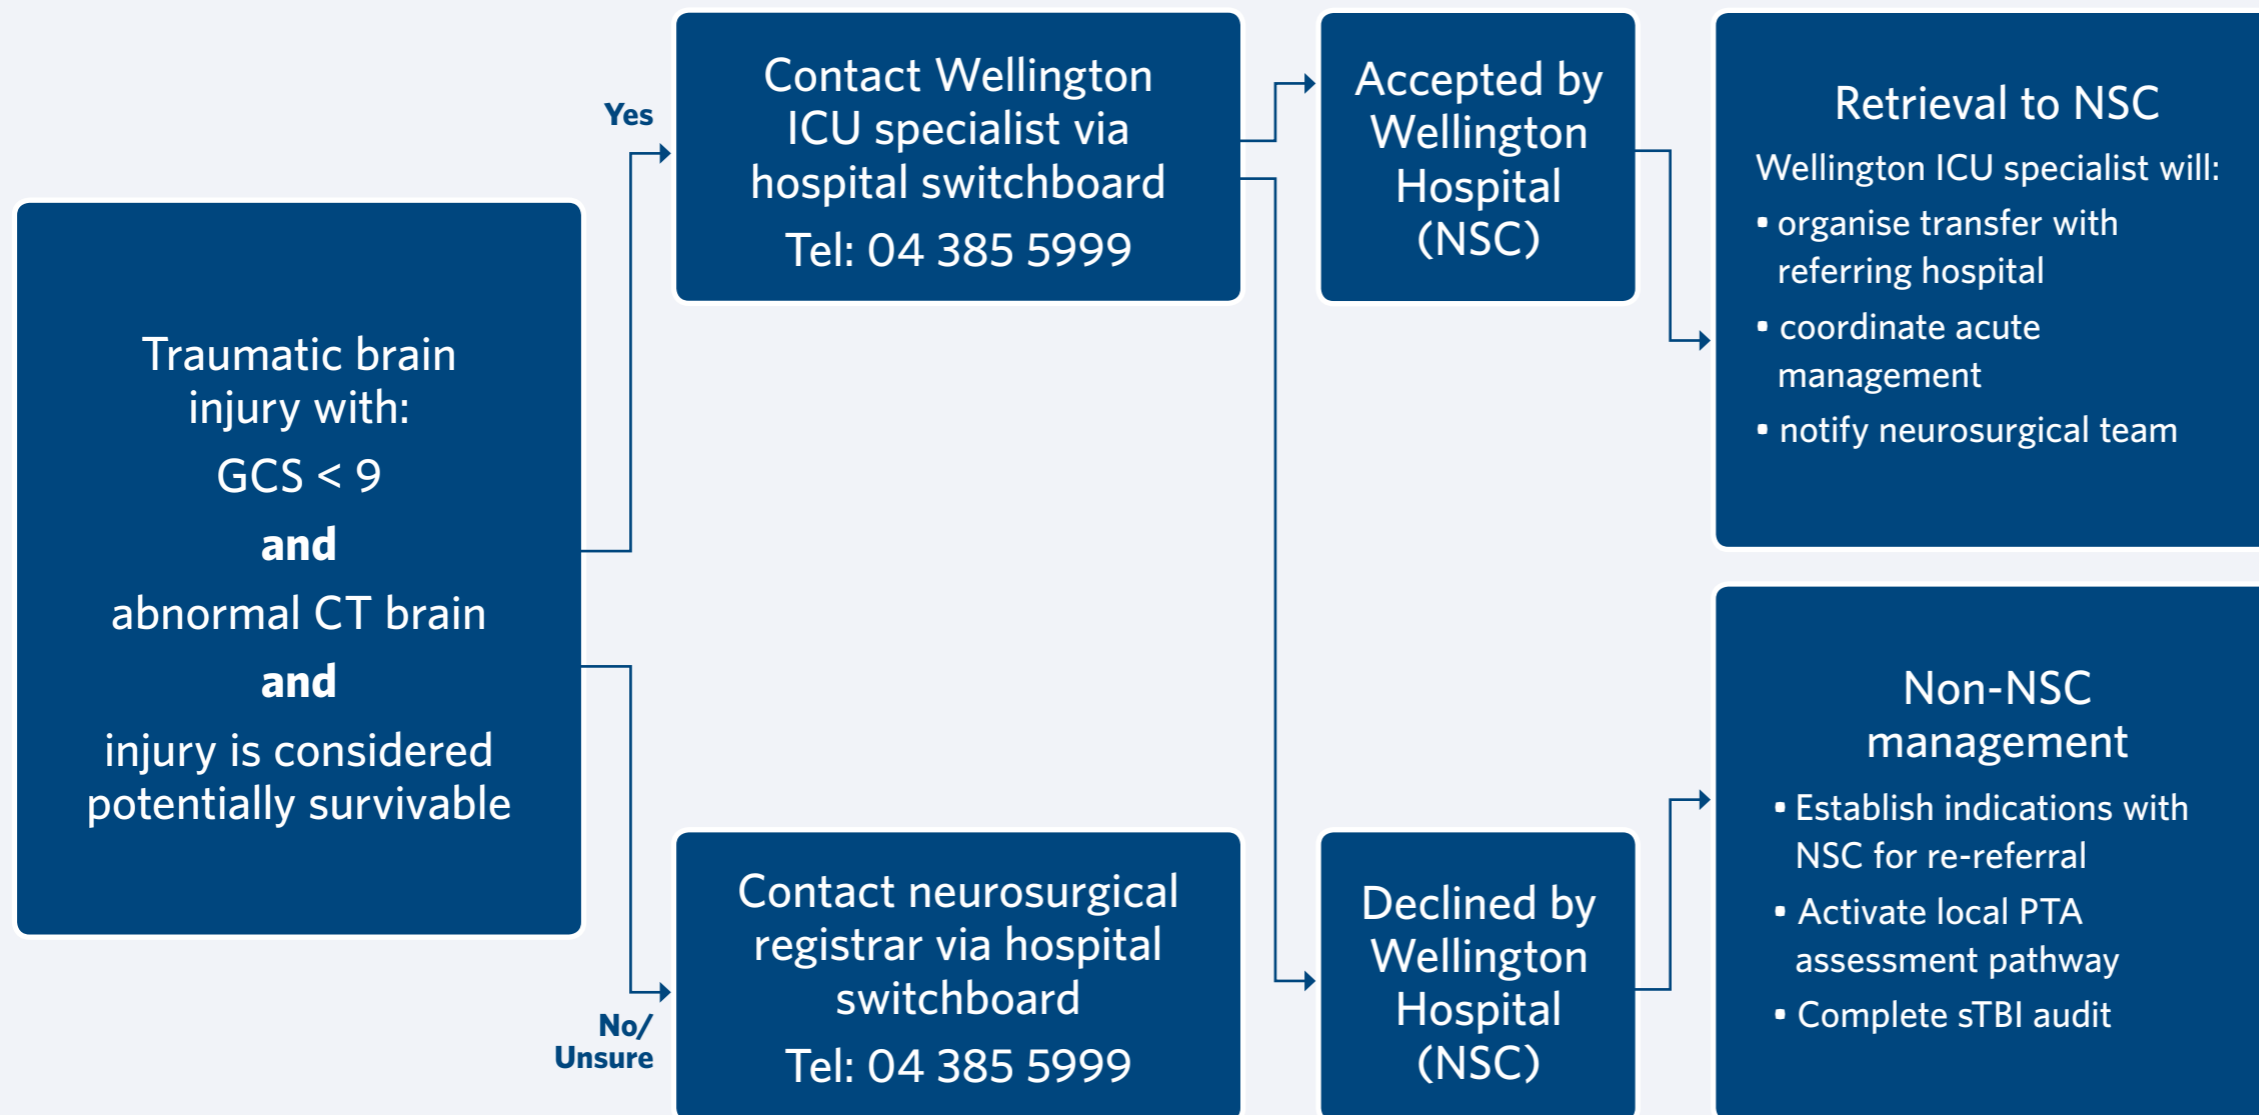 Traumatic brain
injury with:
GCS < 9
and
abnormal CT brain
and
injury is considered
potentially survivable
Yes
Contact Wellington
ICU specialist via
hospital switchboard
Tel: 04 385 5999
No/
Unsure
Contact neurosurgical
registrar via hospital
switchboard
Tel: 04 385 5999
Accepted by
Wellington
Hospital
(NSC)
Declined by
Wellington
Hospital
(NSC)
Retrieval to NSC
Wellington ICU specialist will:
▪ organise transfer with
referring hospital
▪ coordinate acute
management
▪ notify neurosurgical team
Non-NSC
management
▪ Establish indications with
NSC for re-referral
▪ Activate local PTA
assessment pathway
▪ Complete sTBI audit